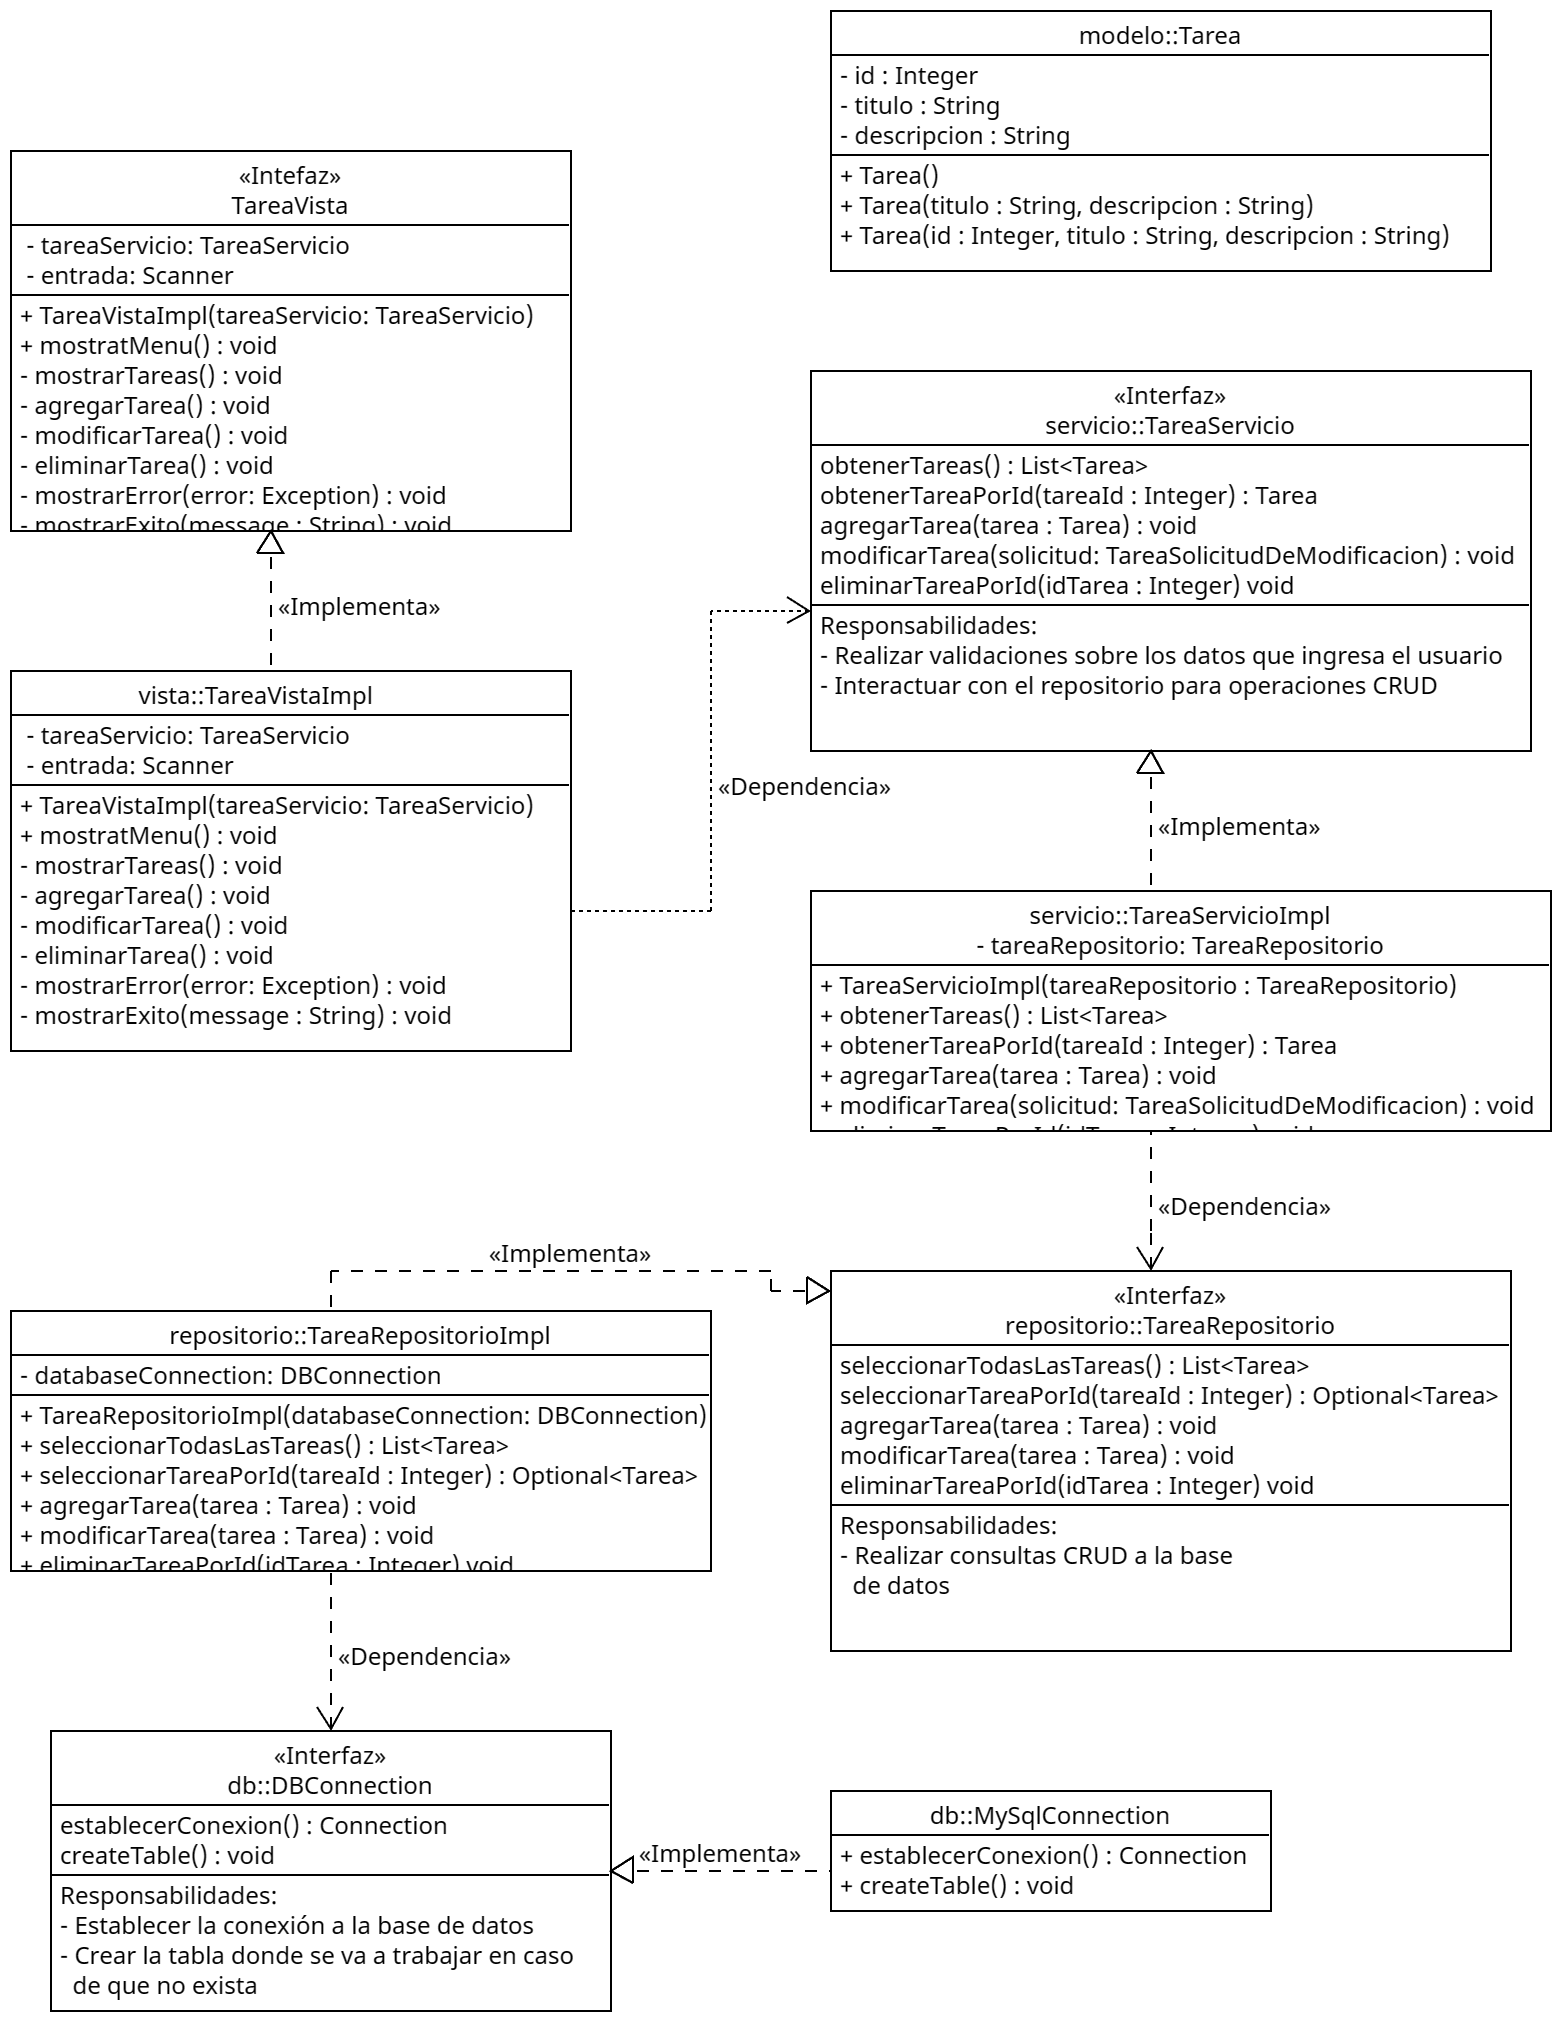 modelo::Tarea
- id : Integer
- titulo : String
- descripcion : String
+ Tarea()
+ Tarea(titulo : String, descripcion : String)
+ Tarea(id : Integer, titulo : String, descripcion : String)
«Intefaz»
TareaVista
- tareaServicio: TareaServicio
- entrada: Scanner
+ TareaVistaImpl(tareaServicio: TareaServicio)
+ mostratMenu() : void
- mostrarTareas() : void
- agregarTarea() : void
- modificarTarea() : void
- eliminarTarea() : void
- mostrarError(error: Exception) : void
- mostrarExito(message : String) : void
«Implementa»
vista::TareaVistaImpl
- tareaServicio: TareaServicio
- entrada: Scanner
+ TareaVistaImpl(tareaServicio: TareaServicio)
+ mostratMenu() : void
- mostrarTareas() : void
- agregarTarea() : void
- modificarTarea() : void
- eliminarTarea() : void
- mostrarError(error: Exception) : void
- mostrarExito(message : String) : void
«Dependencia»
«Interfaz»
servicio::TareaServicio
obtenerTareas() : List<Tarea>
obtenerTareaPorId(tareaId : Integer) : Tarea
agregarTarea(tarea : Tarea) : void
modificarTarea(solicitud: TareaSolicitudDeModificacion) : void
eliminarTareaPorId(idTarea : Integer) void
Responsabilidades:
- Realizar validaciones sobre los datos que ingresa el usuario
- Interactuar con el repositorio para operaciones CRUD
«Implementa»
servicio::TareaServicioImpl
- tareaRepositorio: TareaRepositorio
+ TareaServicioImpl(tareaRepositorio : TareaRepositorio)
+ obtenerTareas() : List<Tarea>
+ obtenerTareaPorId(tareaId : Integer) : Tarea
+ agregarTarea(tarea : Tarea) : void
+ modificarTarea(solicitud: TareaSolicitudDeModificacion) : void
«Dependencia»
«Implementa»
«Interfaz»
repositorio::TareaRepositorio
seleccionarTodasLasTareas() : List<Tarea>
seleccionarTareaPorId(tareaId : Integer) : Optional<Tarea>
agregarTarea(tarea : Tarea) : void
modificarTarea(tarea : Tarea) : void
eliminarTareaPorId(idTarea : Integer) void
Responsabilidades:
- Realizar consultas CRUD a la base
de datos
repositorio::TareaRepositorioImpl
- databaseConnection: DBConnection
+ TareaRepositorioImpl(databaseConnection: DBConnection)
+ seleccionarTodasLasTareas() : List<Tarea>
+ seleccionarTareaPorId(tareaId : Integer) : Optional<Tarea>
+ agregarTarea(tarea : Tarea) : void
+ modificarTarea(tarea : Tarea) : void
+ eliminarTareaPorId(idTarea : Integer) void
«Dependencia»
«Interfaz»
db::DBConnection
establecerConexion() : Connection
createTable() : void
Responsabilidades:
- Establecer la conexión a la base de datos
- Crear la tabla donde se va a trabajar en caso
de que no exista
«Implementa»
db::MySqlConnection
+ establecerConexion() : Connection
+ createTable() : void